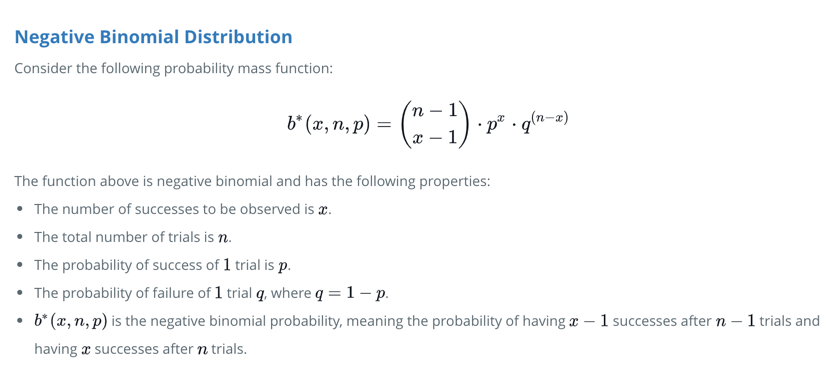 Negative Binomial Distribution
Consider the following probability mass function:
b* (x, n, p) = (n − 1 x − 1) · p^x · q^(n−x)
The function above is negative binomial and has the following properties:
• The number of successes to be observed is x.
• The total number of trials is n.
• The probability of success of 1 trial is p.
• The probability of failure of 1 trial q, where q = 1 − p.
• b* (x, n, p) is the negative binomial probability, meaning the probability of having x − 1 successes after n − 1 trials and
having x successes after n trials.